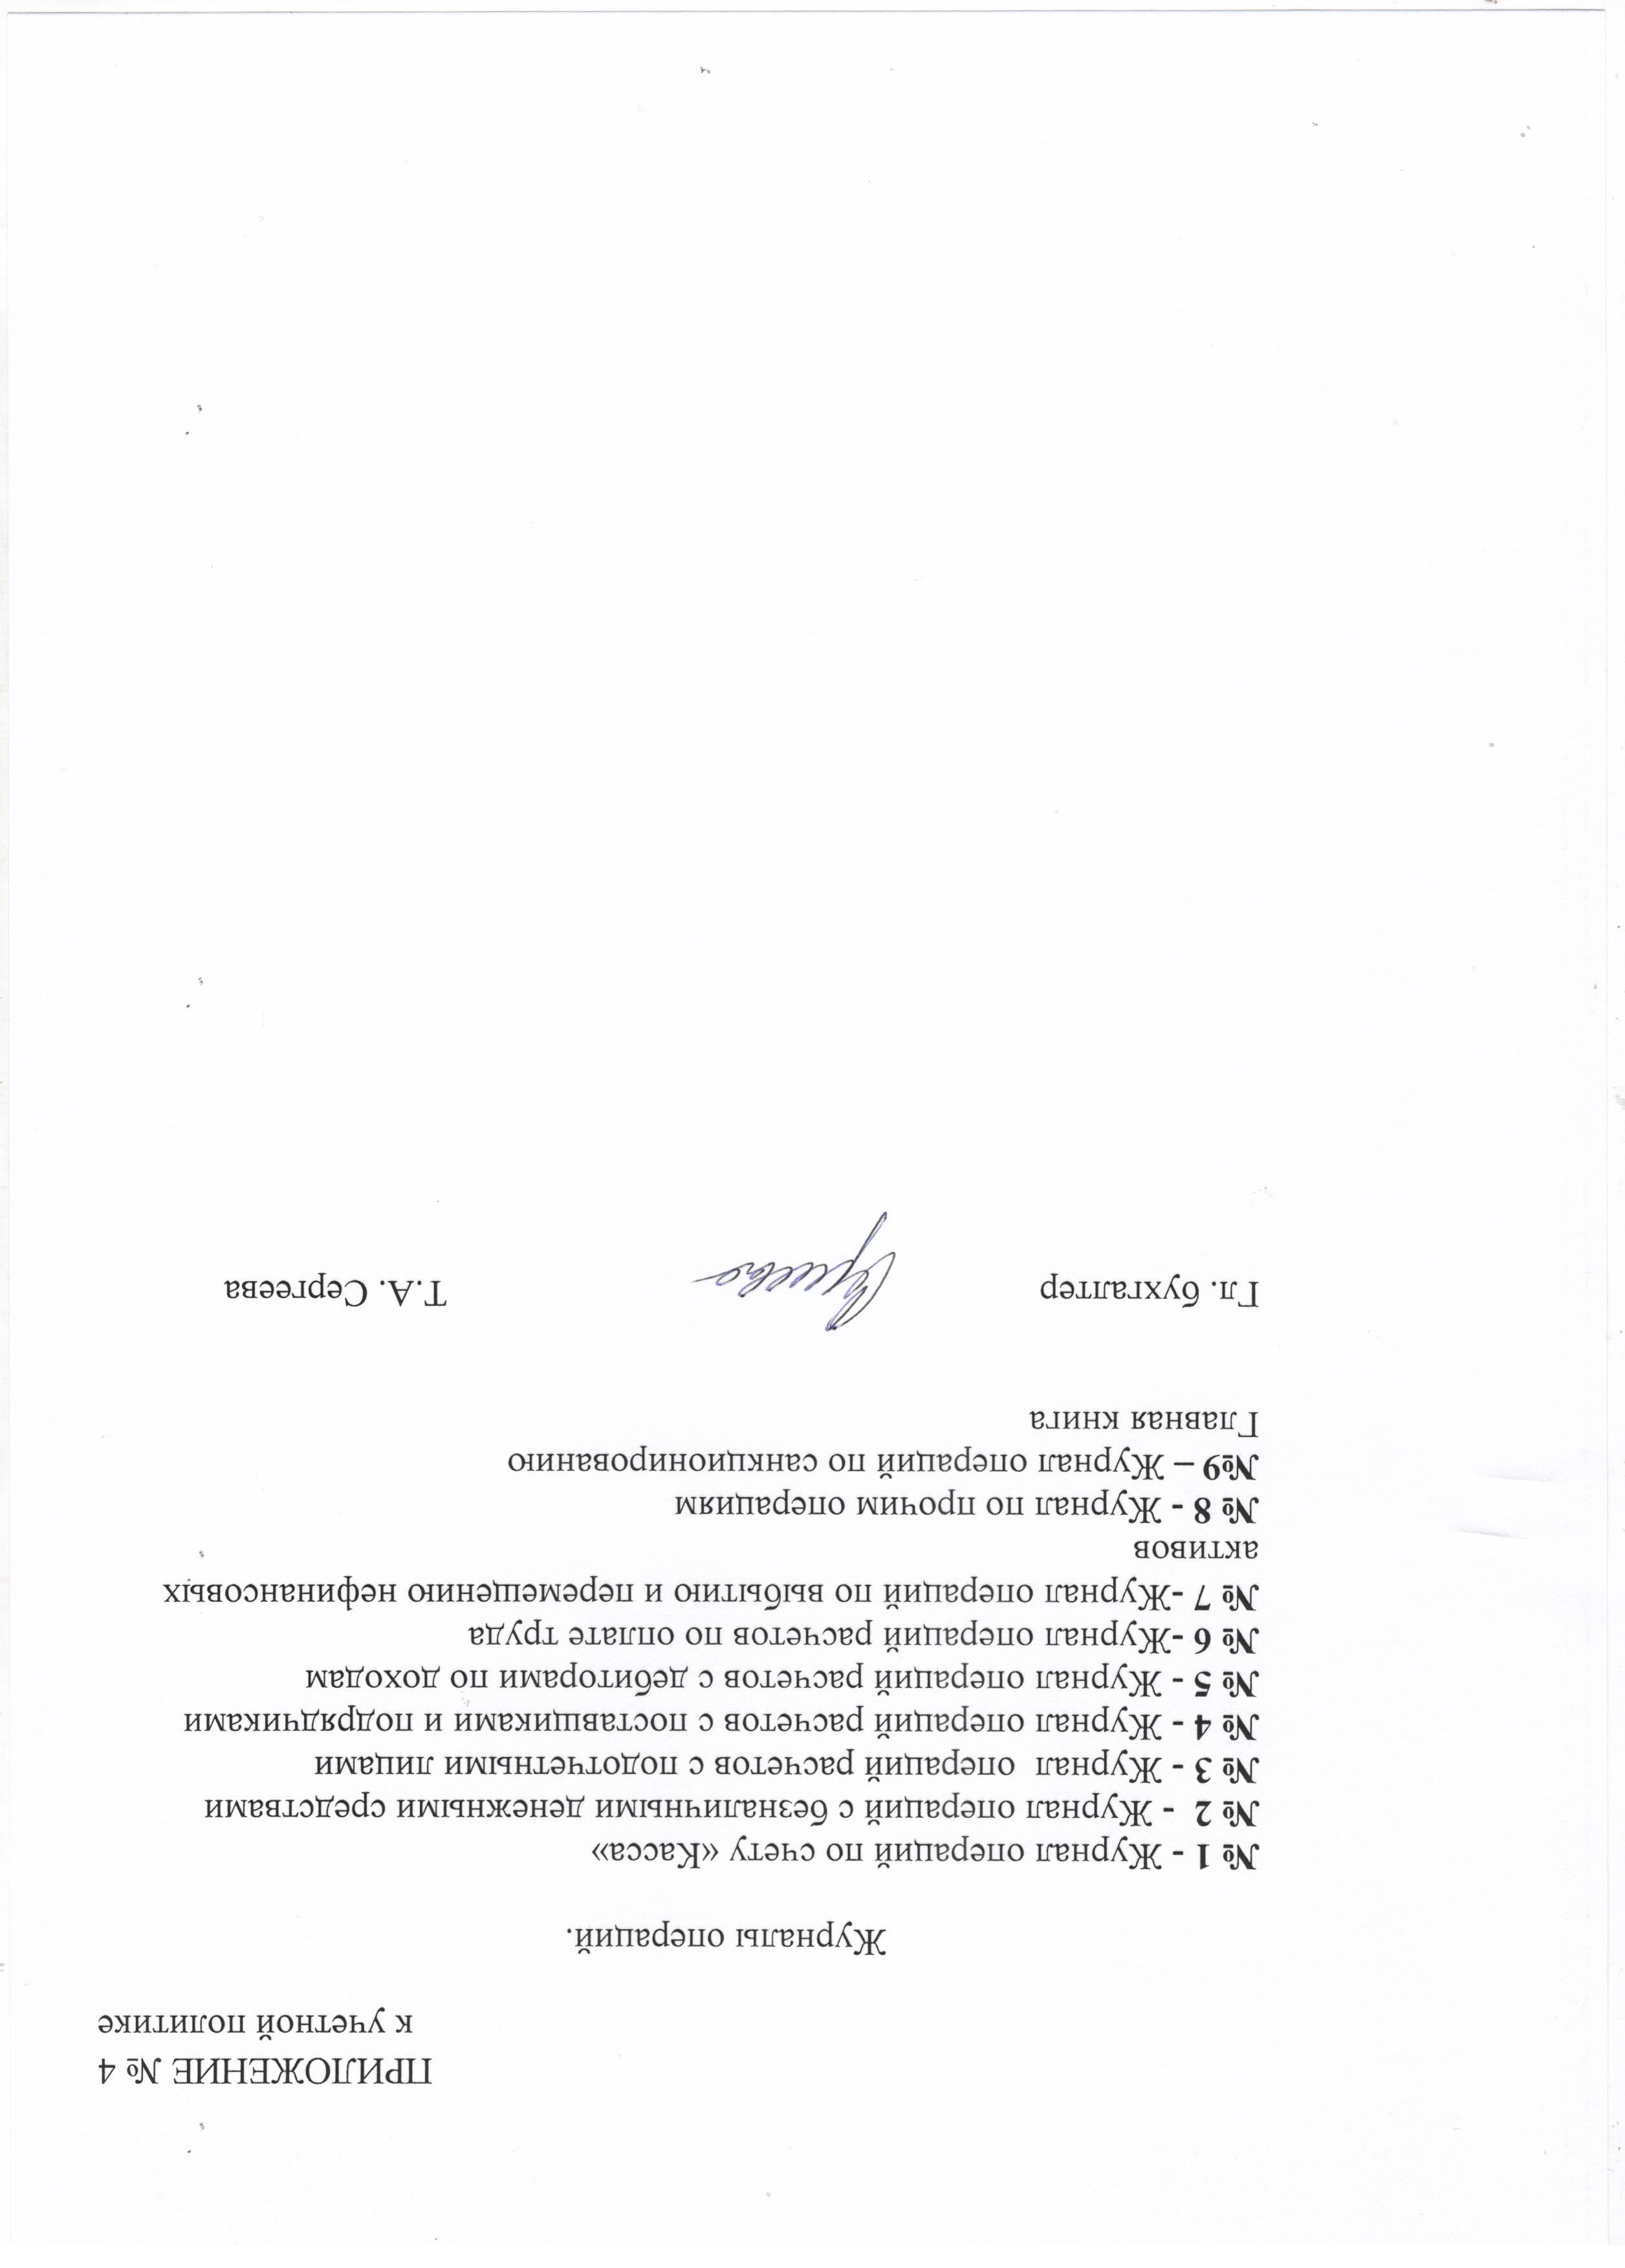 ПРИЛОЖЕНИЕ № 4
к учетной политике
Журналы операций.
№ 1 - Журнал операций по счету «Касса»
№ 2 - Журнал операций с безналичными денежными средствами
№ 3 - Журнал операций расчетов с подотчетными лицами
№ 4 - Журнал операций расчетов с поставщиками и подрядчиками
№ 5 - Журнал операций расчетов с дебиторами по доходам
№ 6 -Журнал операций расчетов по оплате труда
№ 7 -Журнал операций по выбытию и перемещению нефинансовых
активов
№ 8 - Журнал по прочим операциям
№9 – Журнал операций по санкционированию
Главная книга
Гл. бухгалтер Т.А. Сергеева